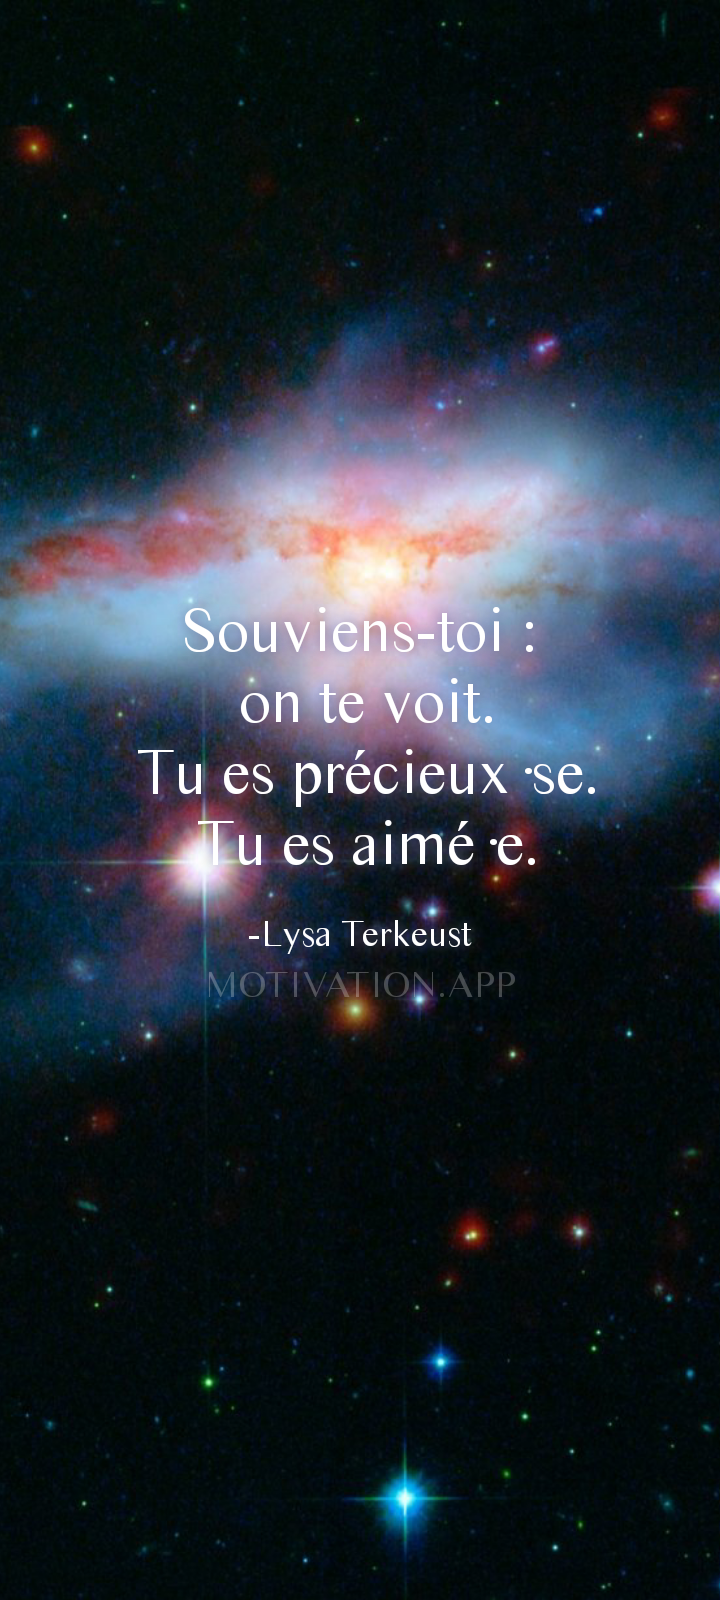 Souviens-toi :
on te voit.
Tu es précieux ·se.
Tu es aimé ·e.
-Lysa Terkeust
MOTIVATION.APP